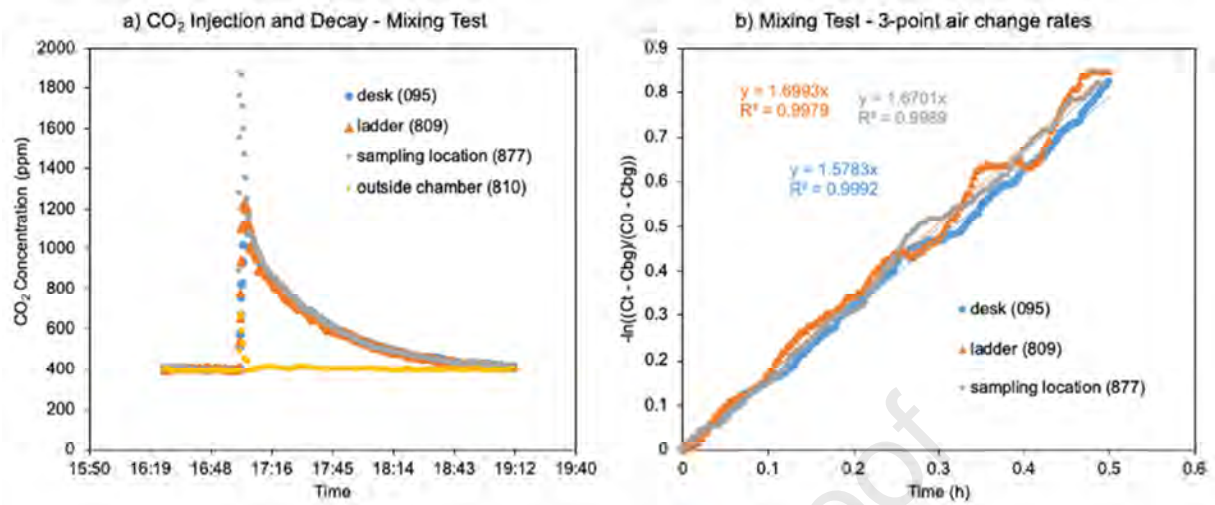 a) CO₂ Injection and Decay - Mixing Test
CO₂ Concentration (ppm)
2000
1800
1600
1400
1200
1000
800
600
400
200
0
desk (095)
ladder (809)
sampling location (877)
outside chamber (810)
15:50 16:19 16:48 17:16 17:45 18:14 18:43 19:12 19:40
Time
b) Mixing Test - 3-point air change rates
-ln((Ct - Cbg)/(C0 - Cbg))
0.9
0.8
0.7
0.6
0.5
0.4
0.3
0.2
0.1
0
y = 1.6993x
R² = 0.9979
y = 1.6701x
R² = 0.9989
y = 1.5783x
R² = 0.9992
desk (095)
ladder (809)
sampling location (877)
0 0.1 0.2 0.3 0.4 0.5 0.6
Time (h)
oof